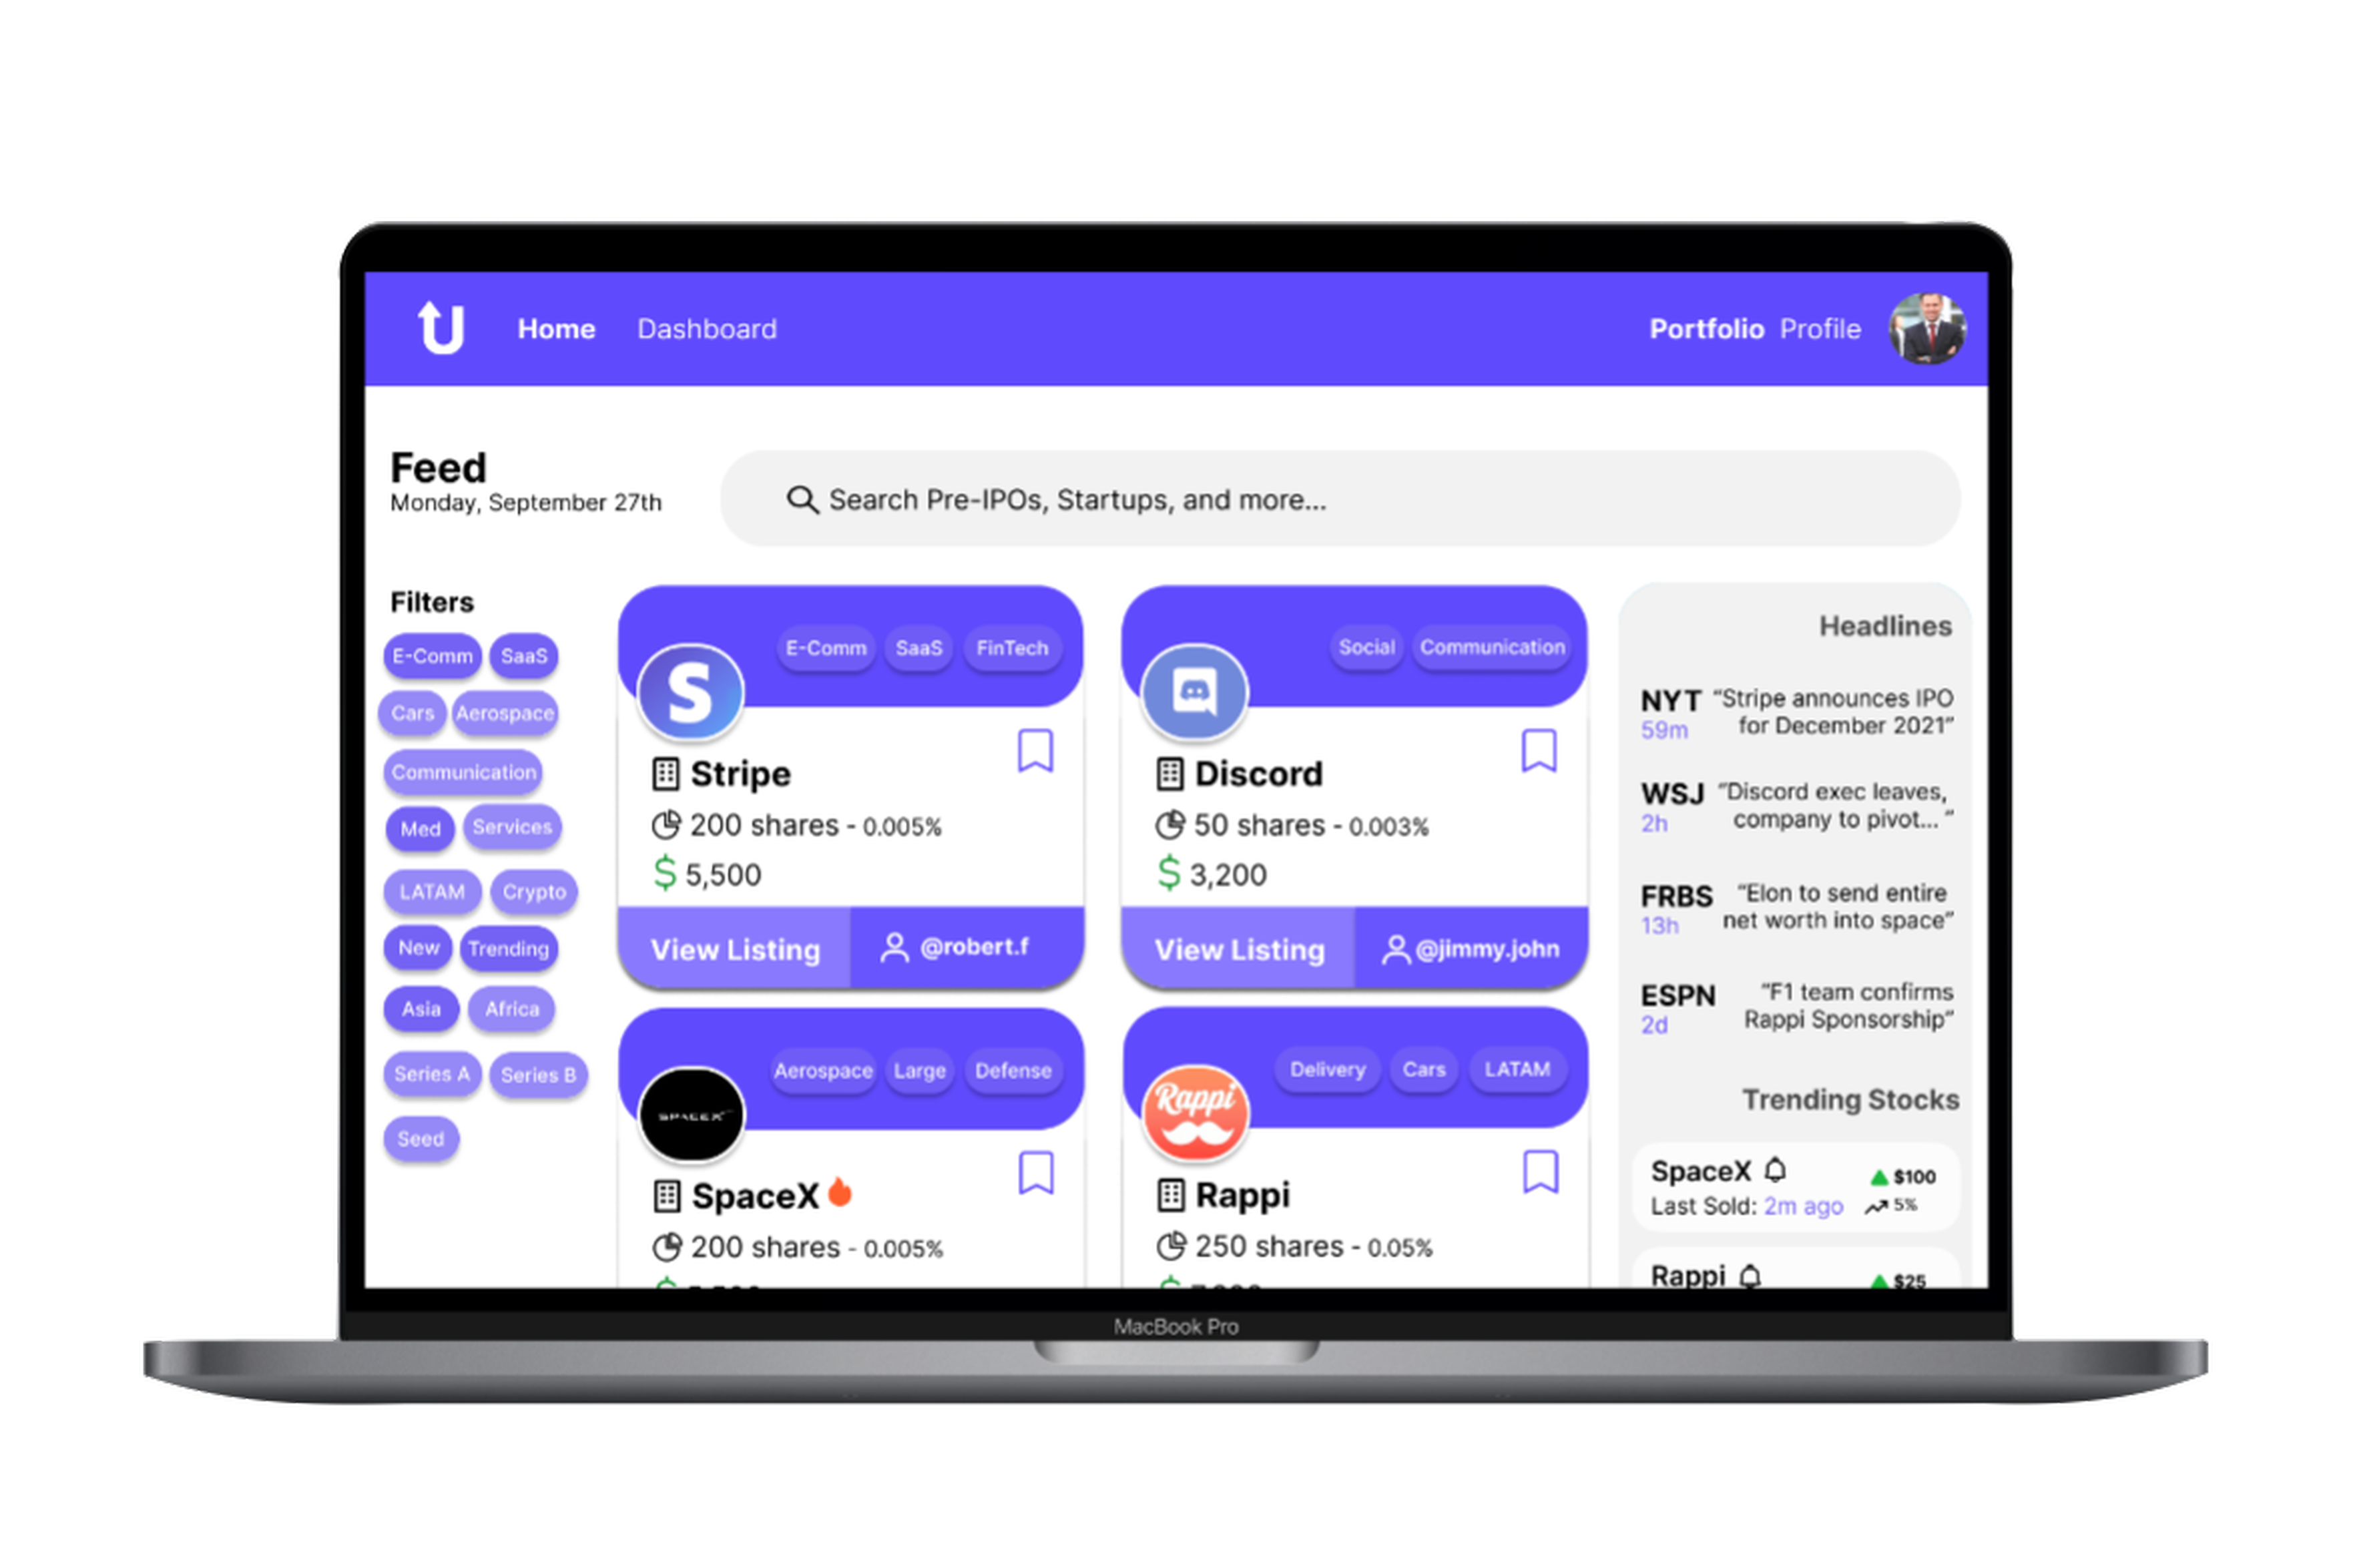 Home Dashboard
Portfolio Profile
Feed
Monday, September 27th
Search Pre-IPOs, Startups, and more...
Filters
E-Comm SaaS
Cars Aerospace
Communication
Med Services
LATAM Crypto
New Trending
Asia Africa
Series A Series B
Seed
E-Comm SaaS FinTech
S
Stripe
200 shares - 0.005%
$ 5,500
View Listing @robert.f
Social Communication
Discord
50 shares - 0.003%
$ 3,200
View Listing @jimmy.john
Aerospace Large Defense
SPACEX
SpaceX
200 shares - 0.005%
Delivery Cars LATAM
Rappi
Rappi
250 shares - 0.05%
Headlines
NYT "Stripe announces IPO
59m for December 2021"
WSJ "Discord exec leaves,
2h company to pivot... "
FRBS "Elon to send entire
13h net worth into space"
ESPN "F1 team confirms
2d Rappi Sponsorship"
Trending Stocks
SpaceX $100
Last Sold: 2m ago 5%
Rappi $25
MacBook Pro